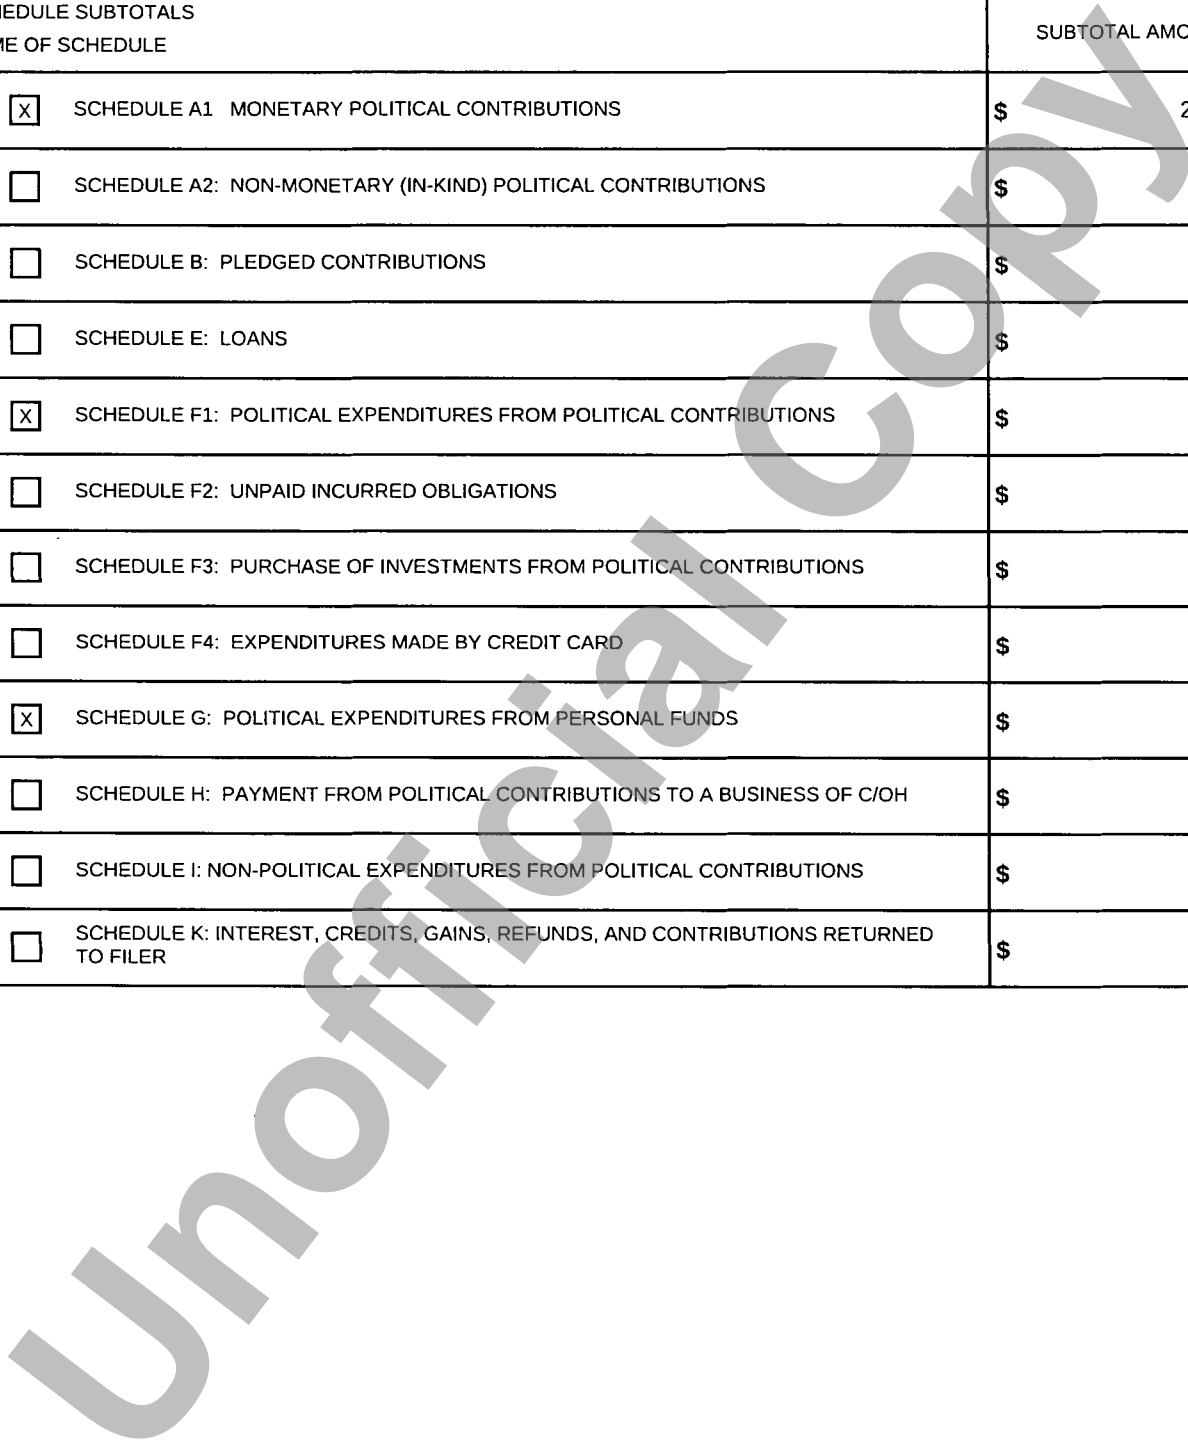 HEDULE SUBTOTALS
ME OF SCHEDULE
SUBTOTAL AMO
X SCHEDULE A1 MONETARY POLITICAL CONTRIBUTIONS $ 2
SCHEDULE A2: NON-MONETARY (IN-KIND) POLITICAL CONTRIBUTIONS $
SCHEDULE B: PLEDGED CONTRIBUTIONS $
SCHEDULE E: LOANS $
X SCHEDULE F1: POLITICAL EXPENDITURES FROM POLITICAL CONTRIBUTIONS $
SCHEDULE F2: UNPAID INCURRED OBLIGATIONS $
SCHEDULE F3: PURCHASE OF INVESTMENTS FROM POLITICAL CONTRIBUTIONS $
SCHEDULE F4: EXPENDITURES MADE BY CREDIT CARD $
X SCHEDULE G: POLITICAL EXPENDITURES FROM PERSONAL FUNDS $
SCHEDULE H: PAYMENT FROM POLITICAL CONTRIBUTIONS TO A BUSINESS OF C/OH $
SCHEDULE I: NON-POLITICAL EXPENDITURES FROM POLITICAL CONTRIBUTIONS $
SCHEDULE K: INTEREST, CREDITS, GAINS, REFUNDS, AND CONTRIBUTIONS RETURNED
TO FILER $
Unofficial Copy